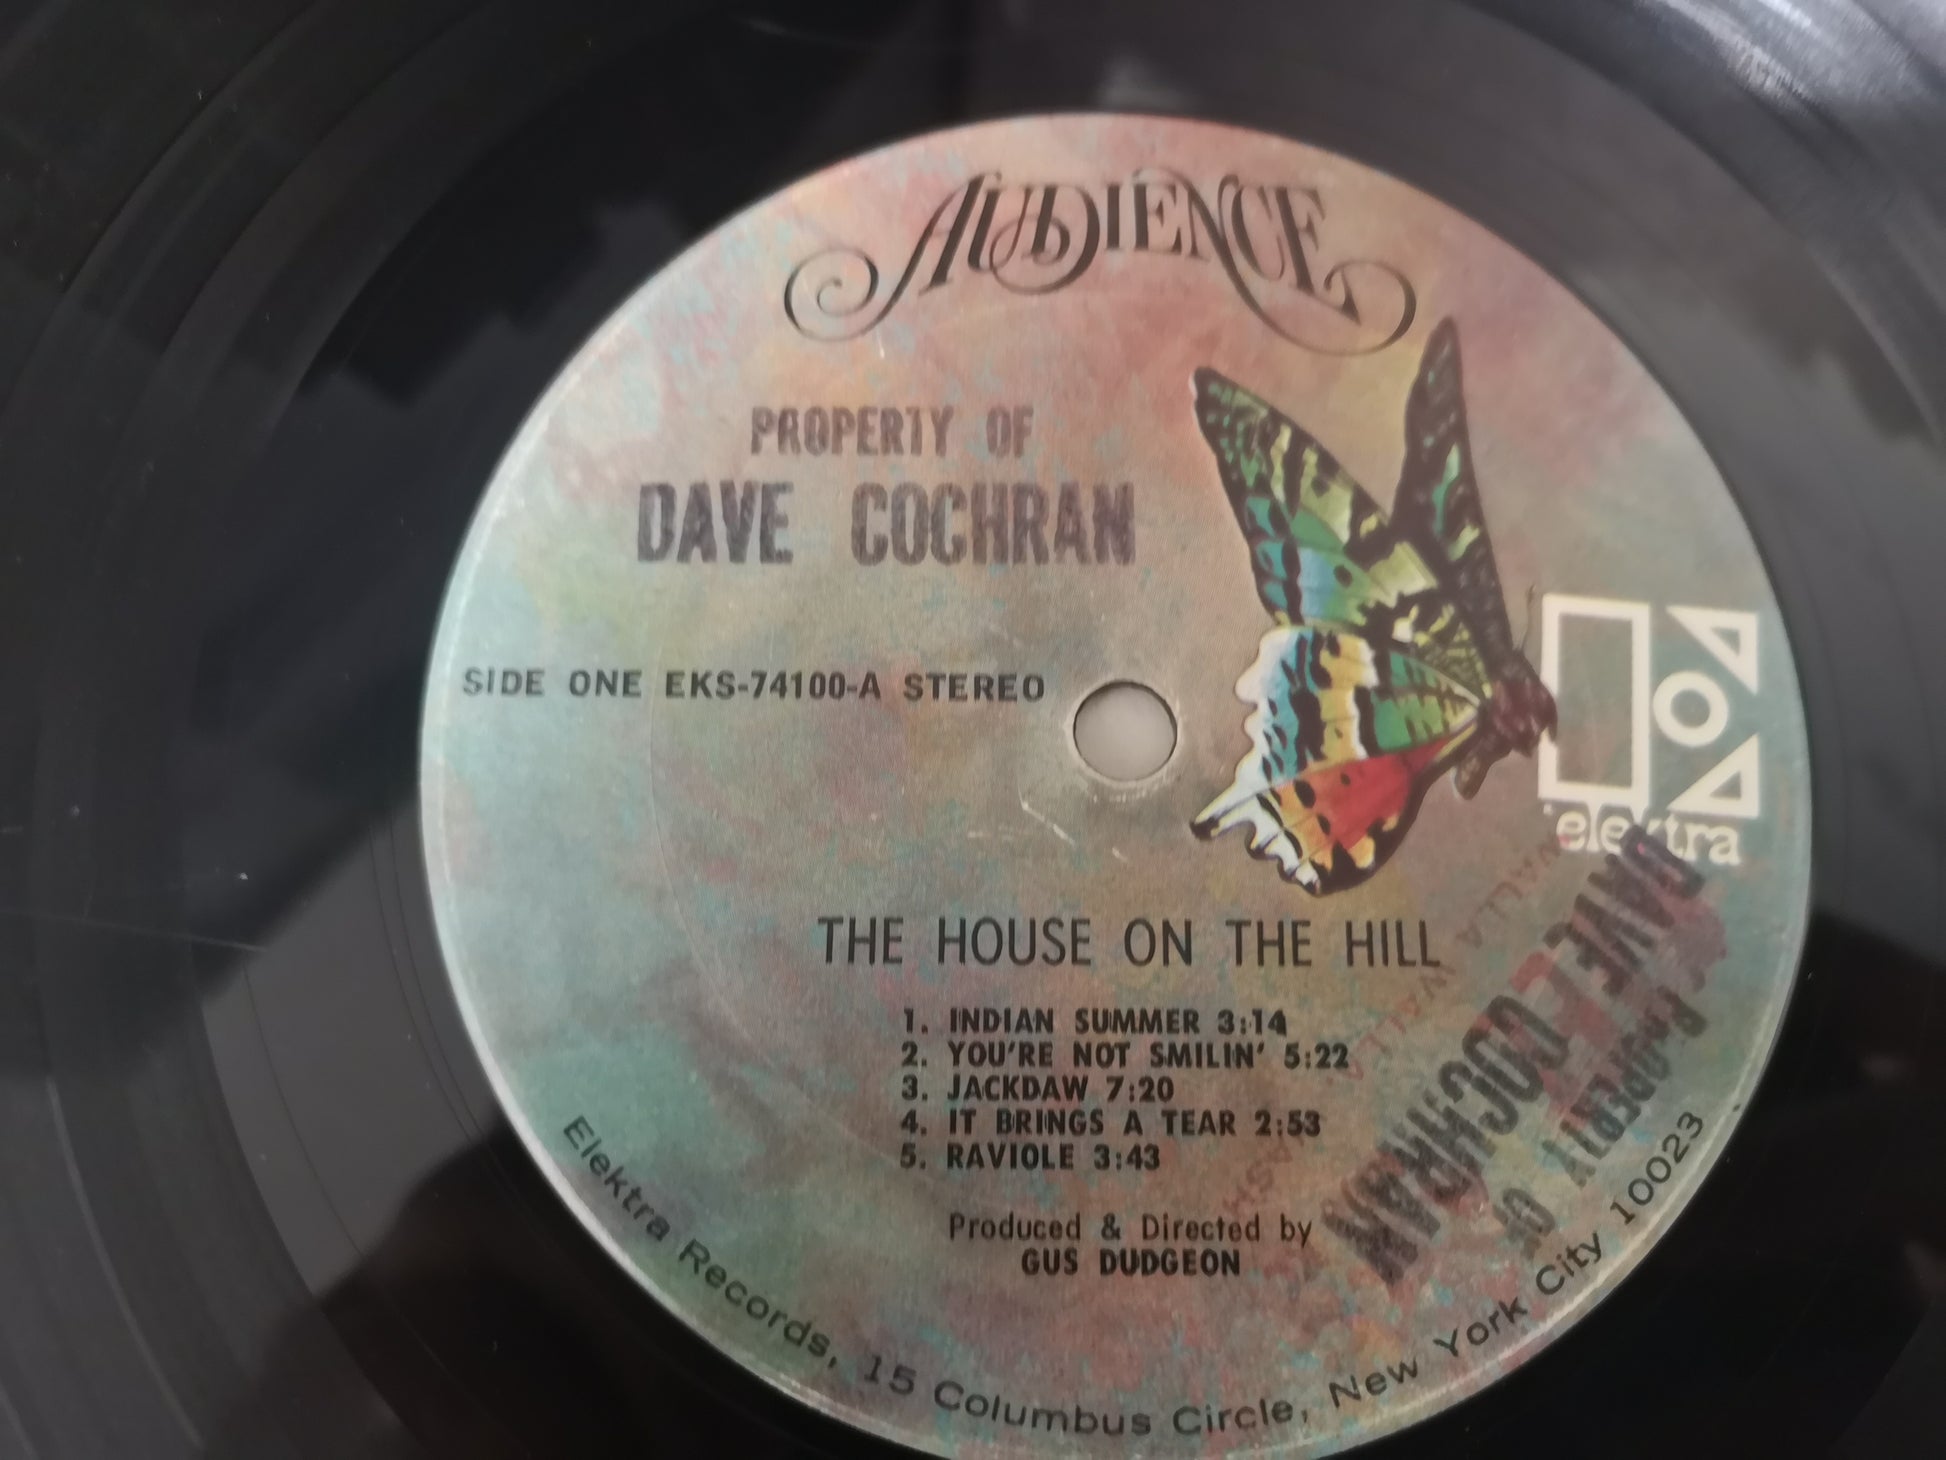 AUDIENCE
PROPERTY OF
DAVE COCHRAN
SIDE ONE EKS-74100-A STEREO
elektra
THE HOUSE ON THE HILL
1. INDIAN SUMMER 3:14
2. YOU'RE NOT SMILIN' 5:22
3. JACKDAW 7:20
4. IT BRINGS A TEAR 2:53
5. RAVIOLE 3:43
Produced & Directed by
GUS DUDGEON
PROPERTY OF
DAVE COCHRAN
WALLA WALLA
Elektra Records, 15 Columbus Circle, New York City 10023